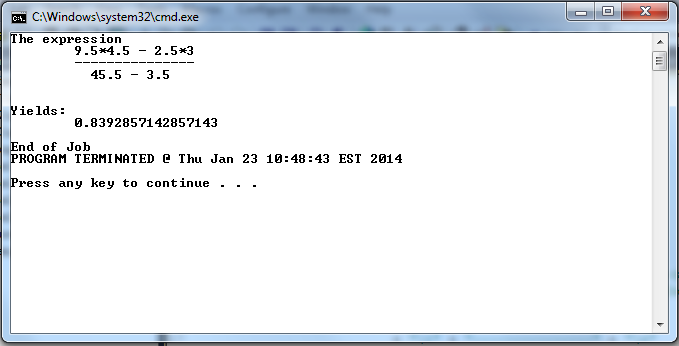 C:\Windows\system32\cmd.exe
The expression
9.5*4.5 - 2.5*3
---------------
45.5 - 3.5
Yields:
0.8392857142857143
End of Job
PROGRAM TERMINATED @ Thu Jan 23 10:48:43 EST 2014
Press any key to continue . . .